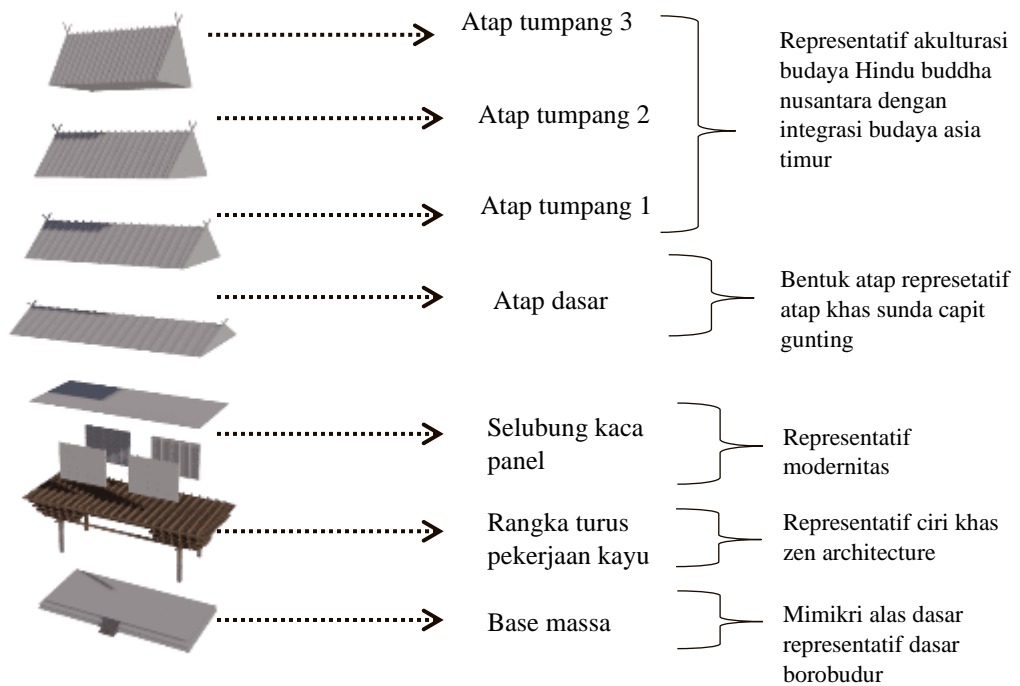 Atap tumpang 3
Atap tumpang 2
Atap tumpang 1
Representatif akulturasi
budaya Hindu buddha
nusantara dengan
integrasi budaya asia
timur
Atap dasar
Bentuk atap represetatif
atap khas sunda capit
gunting
Selubung kaca
panel
Representatif
modernitas
Rangka turus
pekerjaan kayu
Representatif ciri khas
zen architecture
Base massa
Mimikri alas dasar
representatif dasar
borobudur